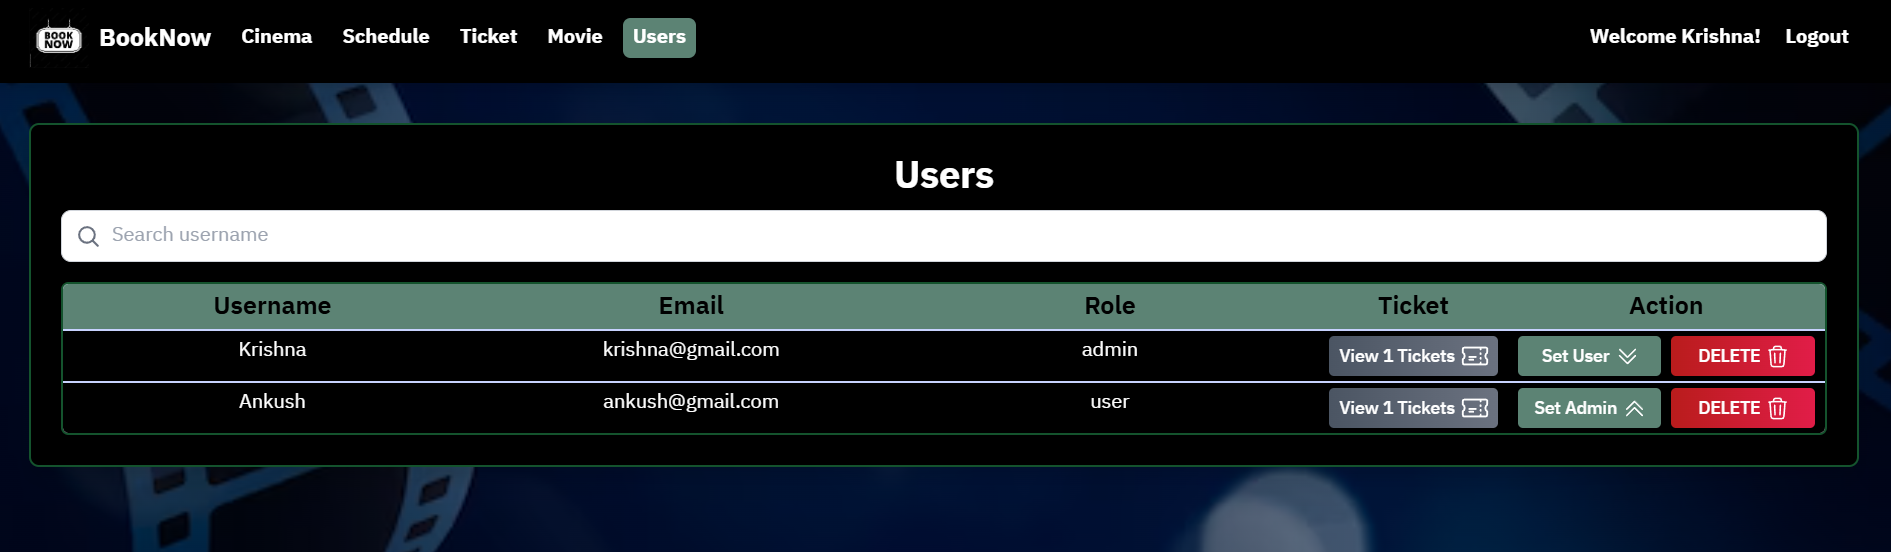 BOOK
NOW
BookNow Cinema Schedule Ticket Movie Users Welcome Krishna! Logout
Users
Search username
Username Email Role Ticket Action
Krishna krishna@gmail.com admin View 1 Tickets Set User DELETE
Ankush ankush@gmail.com user View 1 Tickets Set Admin DELETE